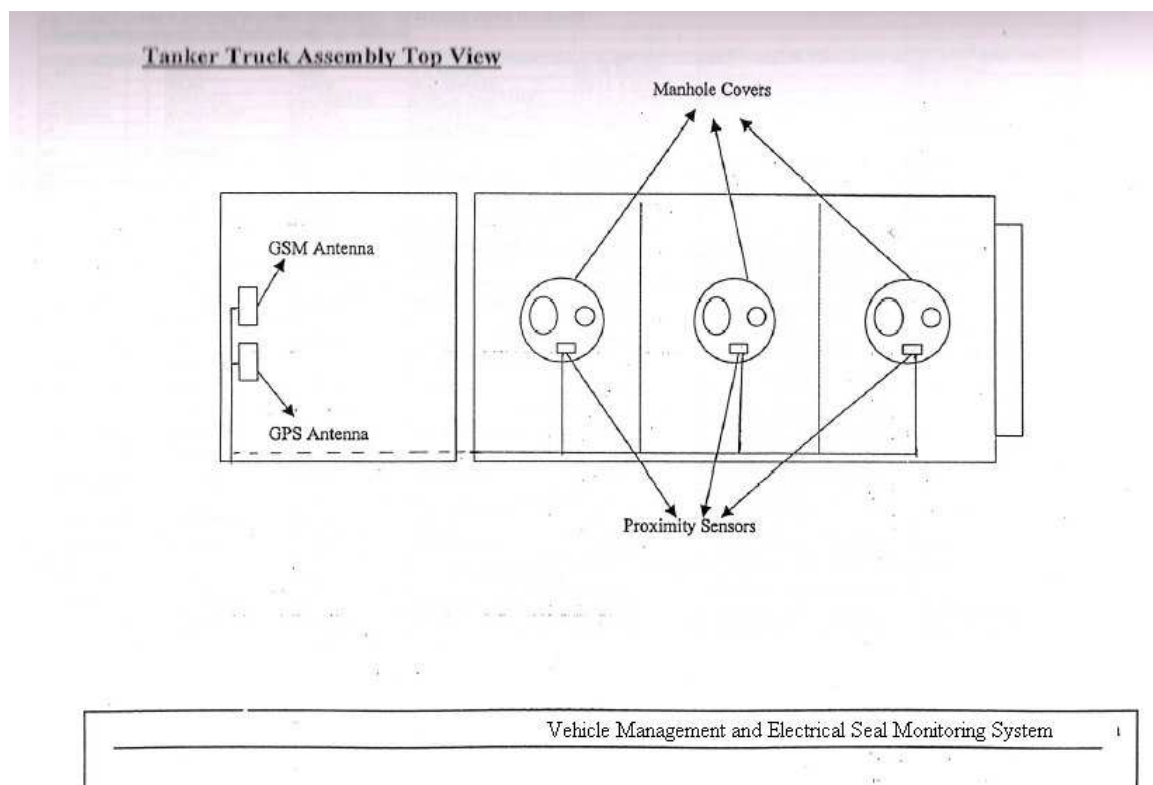 Tanker Truck Assembly Top View
Manhole Covers
GSM Antenna
GPS Antenna
Proximity Sensors
Vehicle Management and Electrical Seal Monitoring System